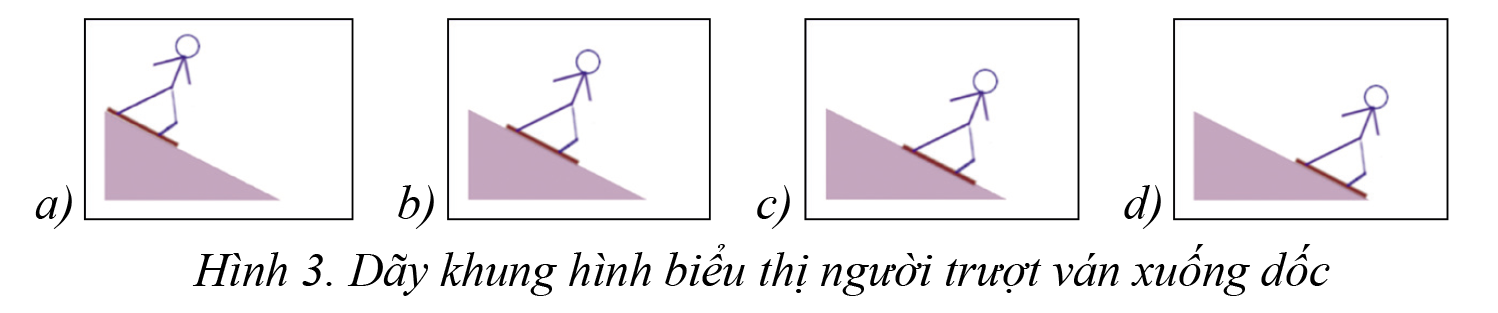 a) b) c) d)
Hình 3. Dãy khung hình biểu thị người trượt ván xuống dốc